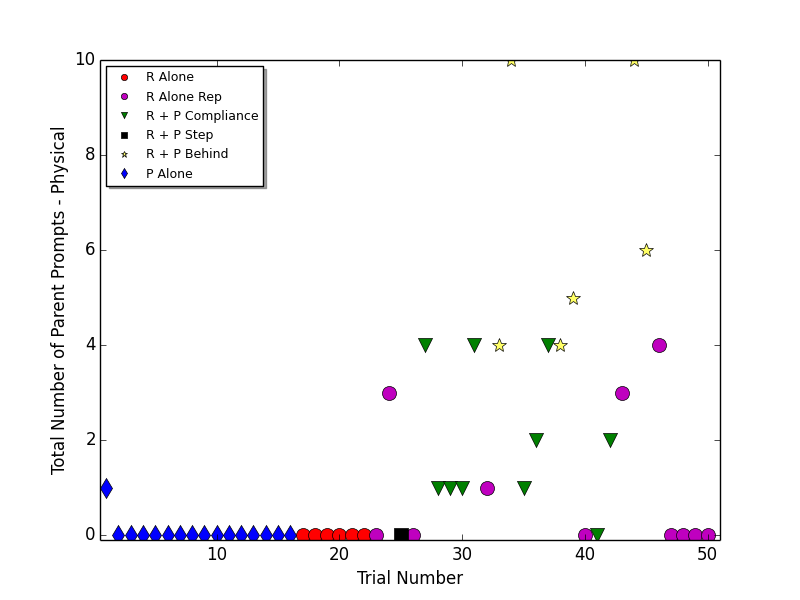 10
8
6
4
2
0
Total Number of Parent Prompts - Physical
R Alone
R Alone Rep
R + P Compliance
R + P Step
R + P Behind
P Alone
10 20 30 40 50
Trial Number